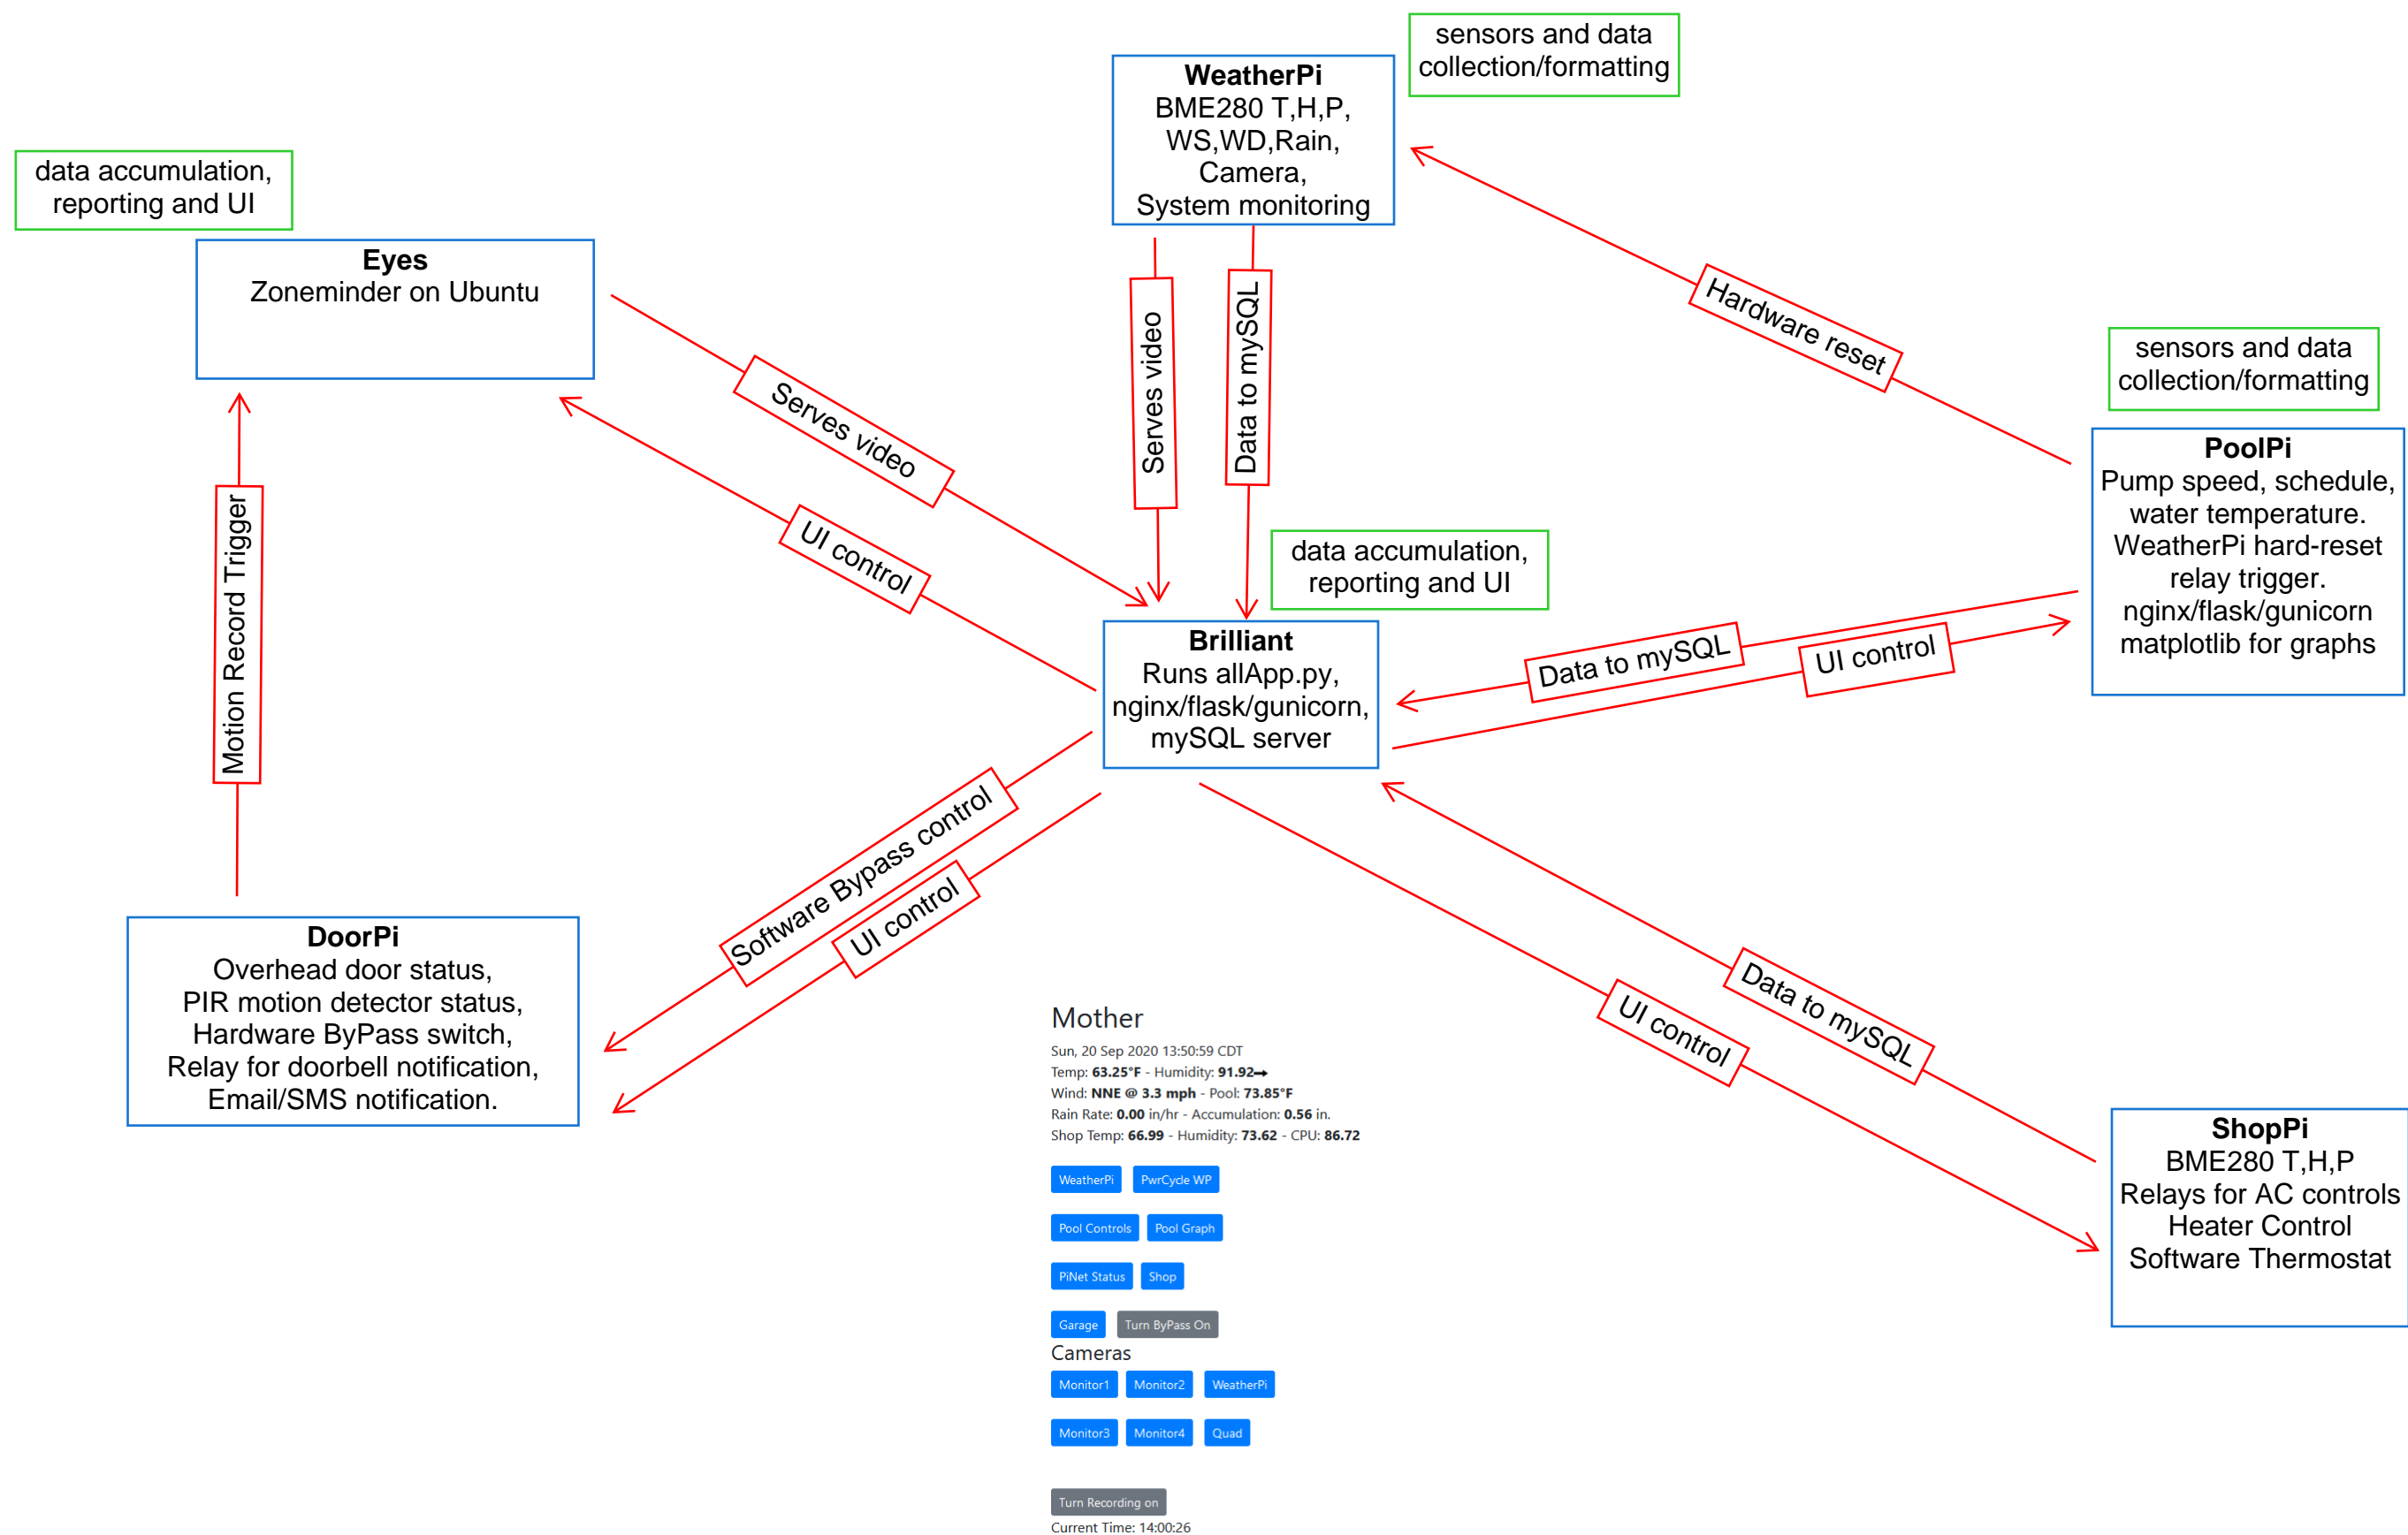 sensors and data
collection/formatting
WeatherPi
BME280 T,H,P,
WS,WD,Rain,
Camera,
System monitoring
data accumulation,
reporting and UI
Eyes
Zoneminder on Ubuntu
Serves video
Data to mySQL
Hardware reset
sensors and data
collection/formatting
Serves video
UI control
Motion Record Trigger
PoolPi
Pump speed, schedule,
water temperature.
WeatherPi hard-reset
relay trigger.
nginx/flask/gunicorn
matplotlib for graphs
data accumulation,
reporting and UI
Brilliant
Runs allApp.py,
nginx/flask/gunicorn,
mySQL server
Data to mySQL
UI control
Software Bypass control
UI control
DoorPi
Overhead door status,
PIR motion detector status,
Hardware ByPass switch,
Relay for doorbell notification,
Email/SMS notification.
UI control
Data to mySQL
ShopPi
BME280 T,H,P
Relays for AC controls
Heater Control
Software Thermostat
Mother
Sun, 20 Sep 2020 13:50:59 CDT
Temp: 63.25°F - Humidity: 91.92➞
Wind: NNE @ 3.3 mph - Pool: 73.85°F
Rain Rate: 0.00 in/hr - Accumulation: 0.56 in.
Shop Temp: 66.99 - Humidity: 73.62 - CPU: 86.72
WeatherPi PwrCycle WP
Pool Controls Pool Graph
PiNet Status Shop
Garage Turn ByPass On
Cameras
Monitor1 Monitor2 WeatherPi
Monitor3 Monitor4 Quad
Turn Recording on
Current Time: 14:00:26